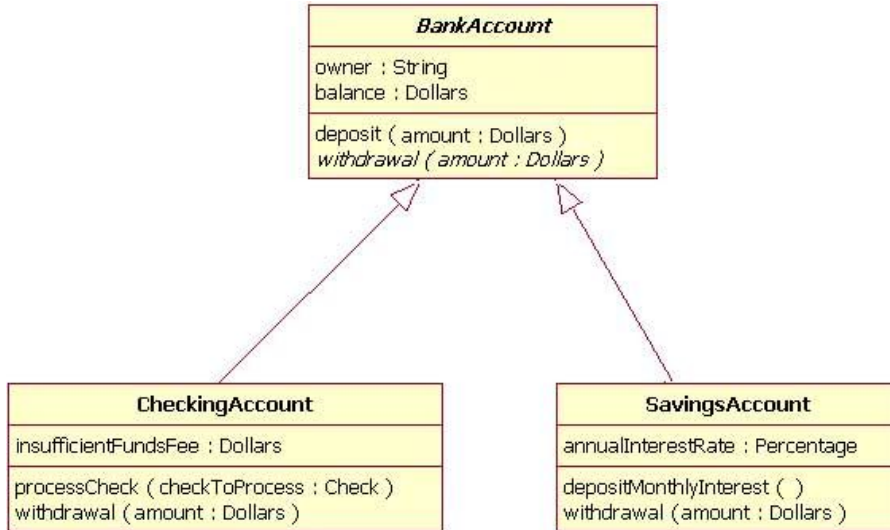 BankAccount
owner : String
balance : Dollars
deposit ( amount : Dollars )
withdrawal ( amount : Dollars )
CheckingAccount
insufficientFundsFee : Dollars
processCheck ( checkToProcess : Check )
withdrawal ( amount : Dollars )
SavingsAccount
annualInterestRate : Percentage
depositMonthlyInterest ( )
withdrawal ( amount : Dollars )